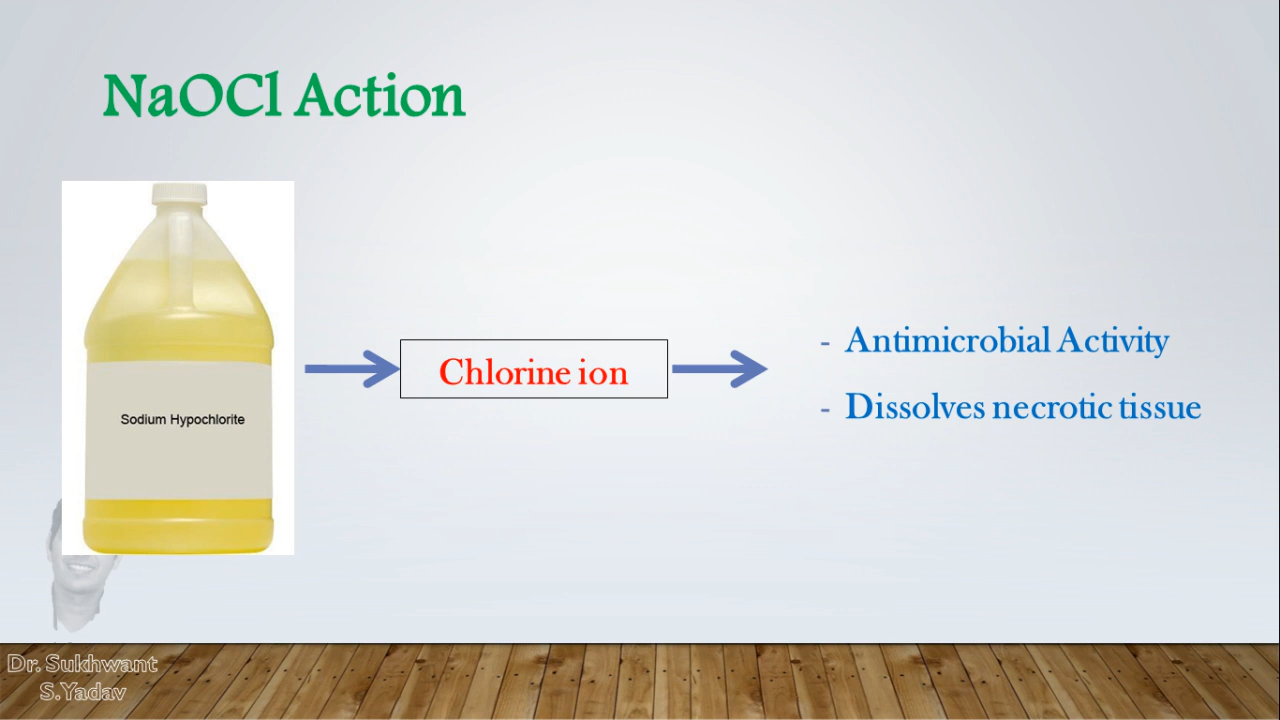 NaOCl Action
Sodium Hypochlorite
Chlorine ion
- Antimicrobial Activity
- Dissolves necrotic tissue
Dr. Sukhwant
S.Yadav